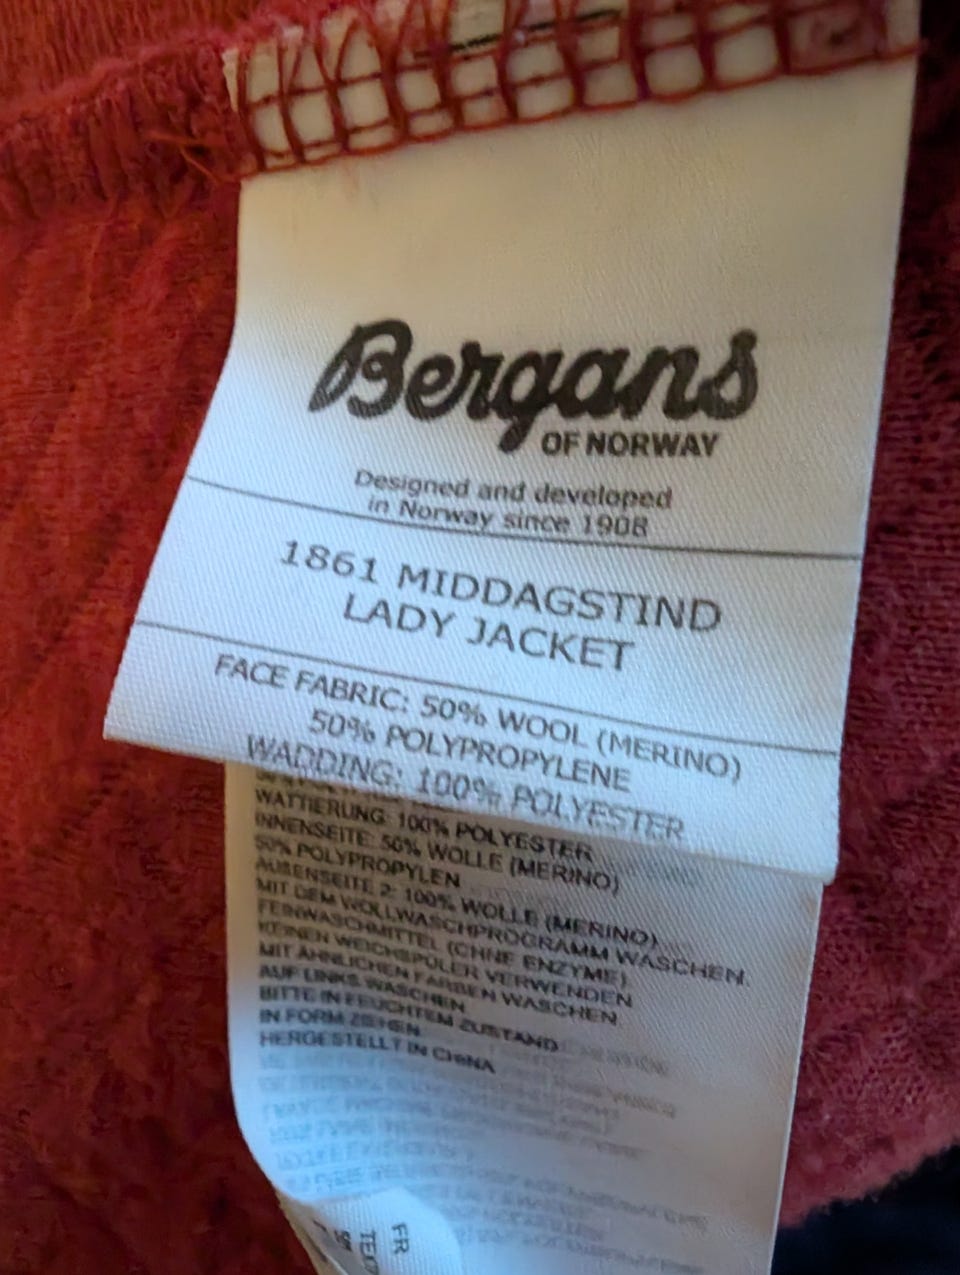 Bergans
OF NORWAY
Designed and developed
in Norway since 1908
1861 MIDDAGSTIND
LADY JACKET
FACE FABRIC: 50% WOOL (MERINO)
50% POLYPROPYLENE
WADDING: 100% POLYESTER
WATTIERUNG: 100% POLYESTER
INNENSEITE: 50% WOLLE (MERINO)
50% POLYPROPYLEN
AUßENSEITE 2: 100% WOLLE (MERINO)
MIT DEM WOLLWASCHPROGRAMM WASCHEN.
FEINWASCHMITTEL (OHNE ENZYME)
KEINEN WEICHSPÜLER VERWENDEN
MIT ÄHNLICHEN FARBEN WASCHEN
AUF LINKS WASCHEN
BITTE IN FEUCHTEM ZUSTAND
IN FORM ZIEHEN
HERGESTELLT IN CHINA
FR